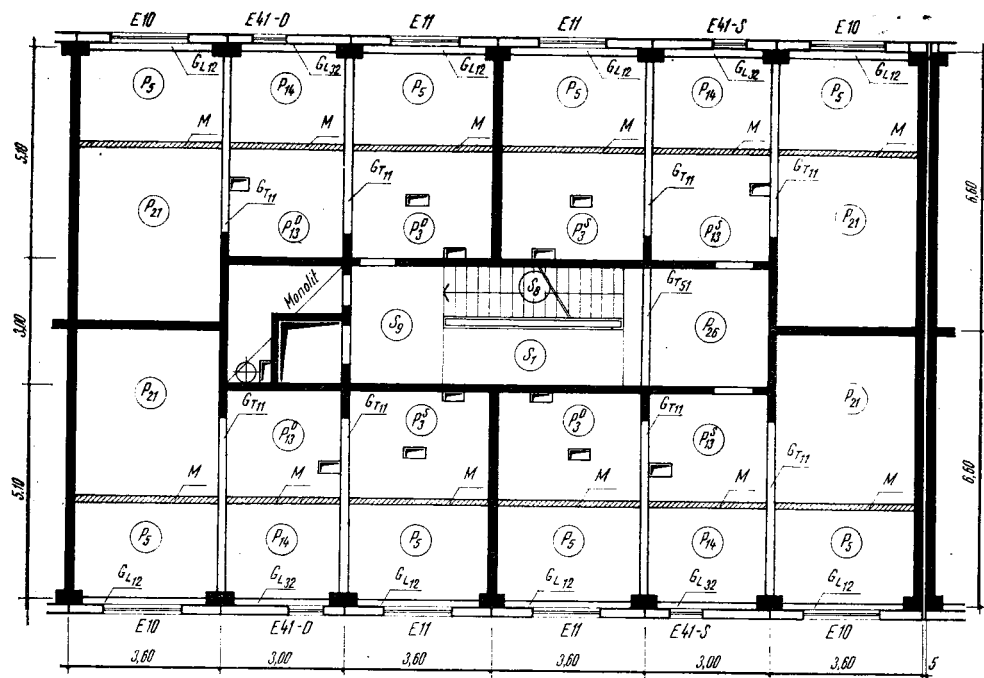 E10 E41-D E11 E11 E41-S E10
GL12 GL32 GL12 GL12 GL32 GL12
P5 P14 P5 P5 P14 P5
M M M M M M
5,10
GT11 GT11 GT11 GT11
6,60
P21 P13D P3D P3S P13S P21
Monolit S8 GT51
3,00
S9 S1 P26
P21 GT11 P13D GT11 P3S P3D GT11 P13S P21
GT11
M M M M M M
5,10
6,60
P5 P14 P5 P5 P14 P5
GL12 GL32 GL12 GL12 GL32 GL12
E10 E41-D E11 E11 E41-S E10
3,60 3,00 3,60 3,60 3,00 3,60 5